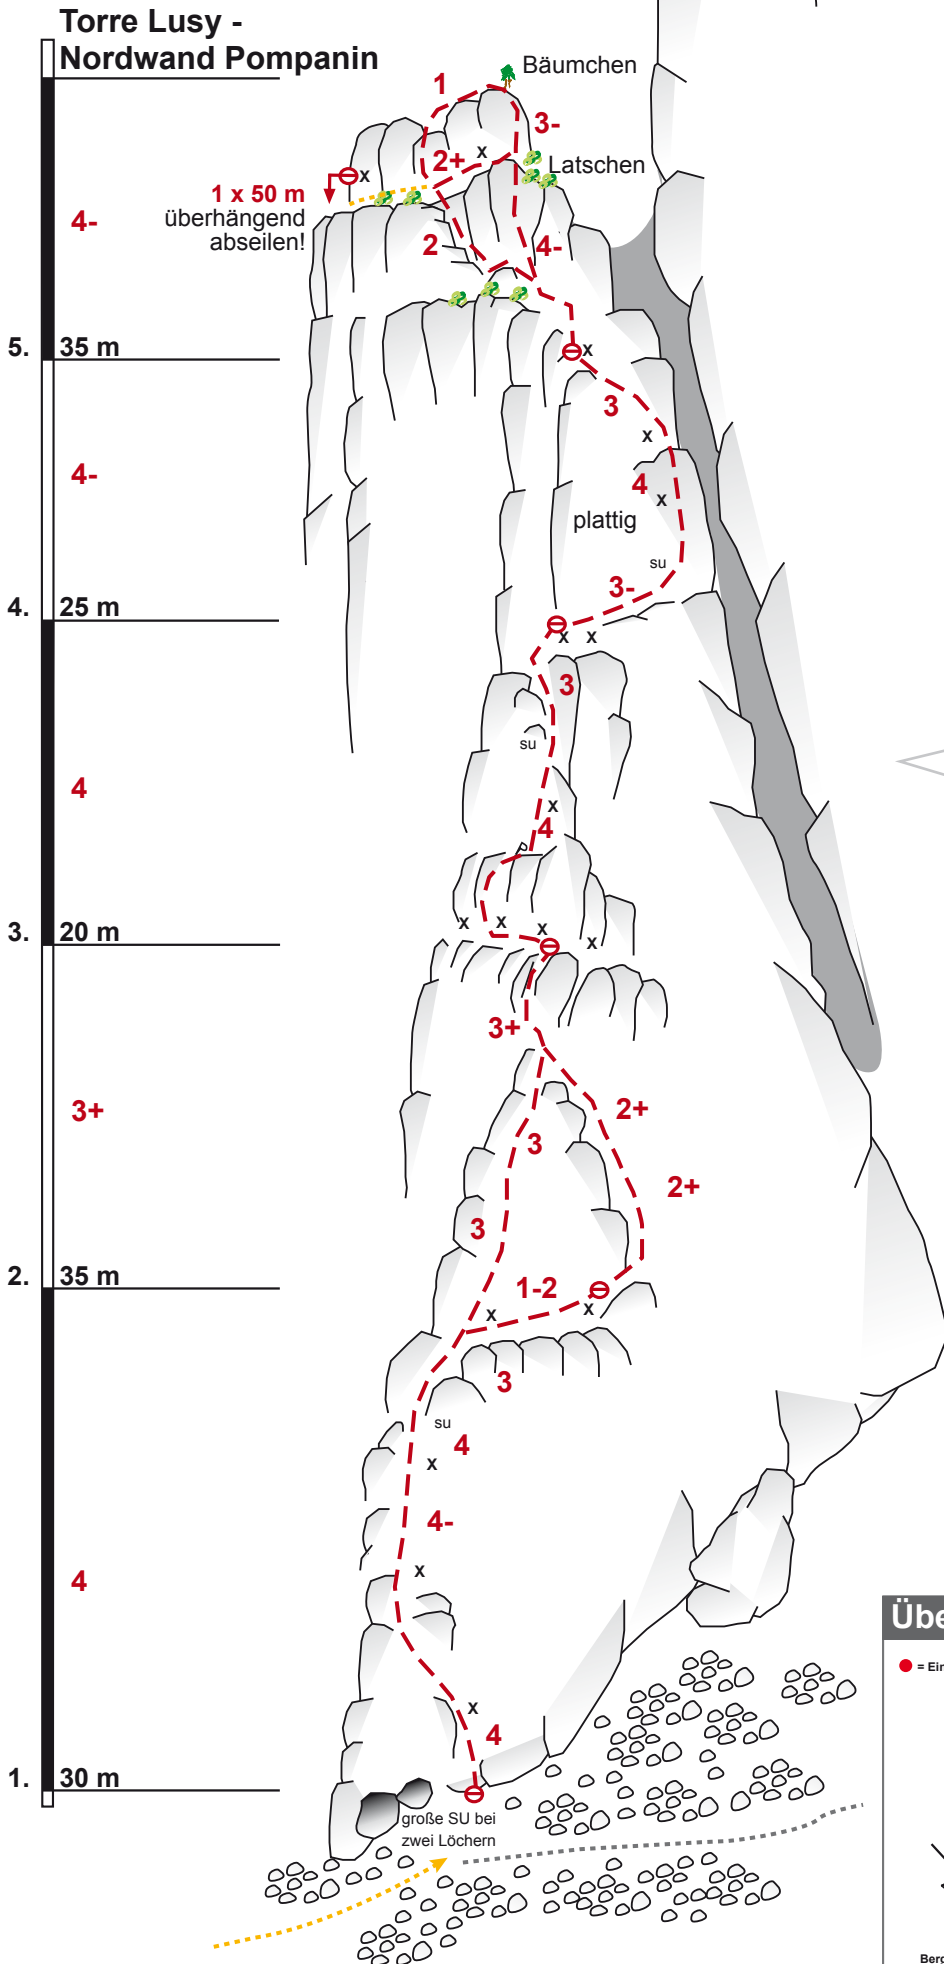 Torre Lusy -
Nordwand Pompanin
Bäumchen
1
3-
x
2+
Latschen
x
1 x 50 m
überhängend
abseilen!
4-
2
4-
5.
35 m
x
3
x
4-
4
x
plattig
su
3-
4.
25 m
x x
3
su
4
x
4
x x x x
3.
20 m
3+
3+
2+
3
2+
3
2.
35 m
1-2
x
x
3
su
4
x
4-
x
4
x
4
1.
30 m
große SU bei
zwei Löchern
Übe
= Ein
Berg